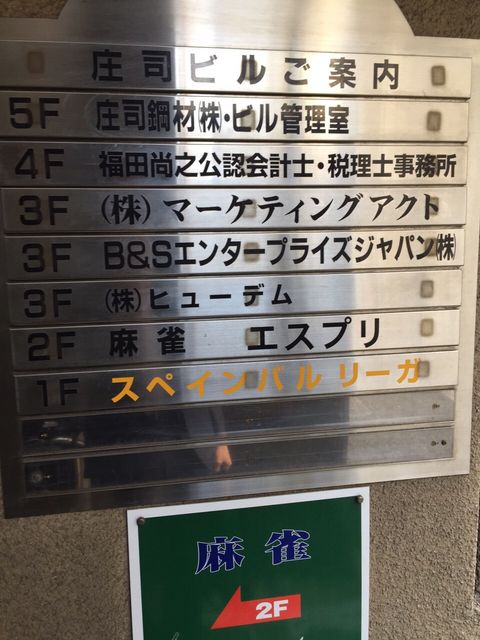 庄司ビルご案内
5F 庄司鋼材㈱・ビル管理室
4F 福田尚之公認会計士・税理士事務所
3F (株)マーケティングアクト
3F B&Sエンタープライズジャパン㈱
3F (株)ヒューデム
2F 麻雀 エスプリ
1F スペインバル リーガ
麻雀
2F